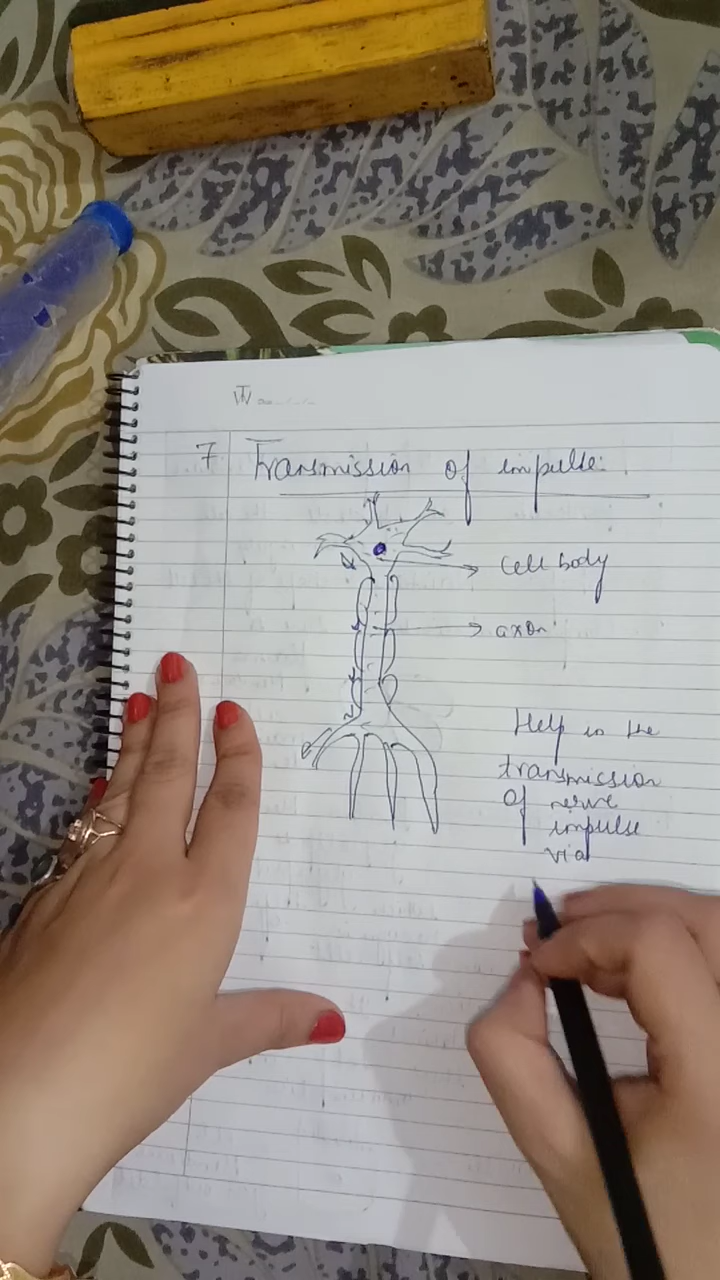 7 Transmission of impulse:
Cell body
axon
Help in the
transmission
of nerve
impulse
via